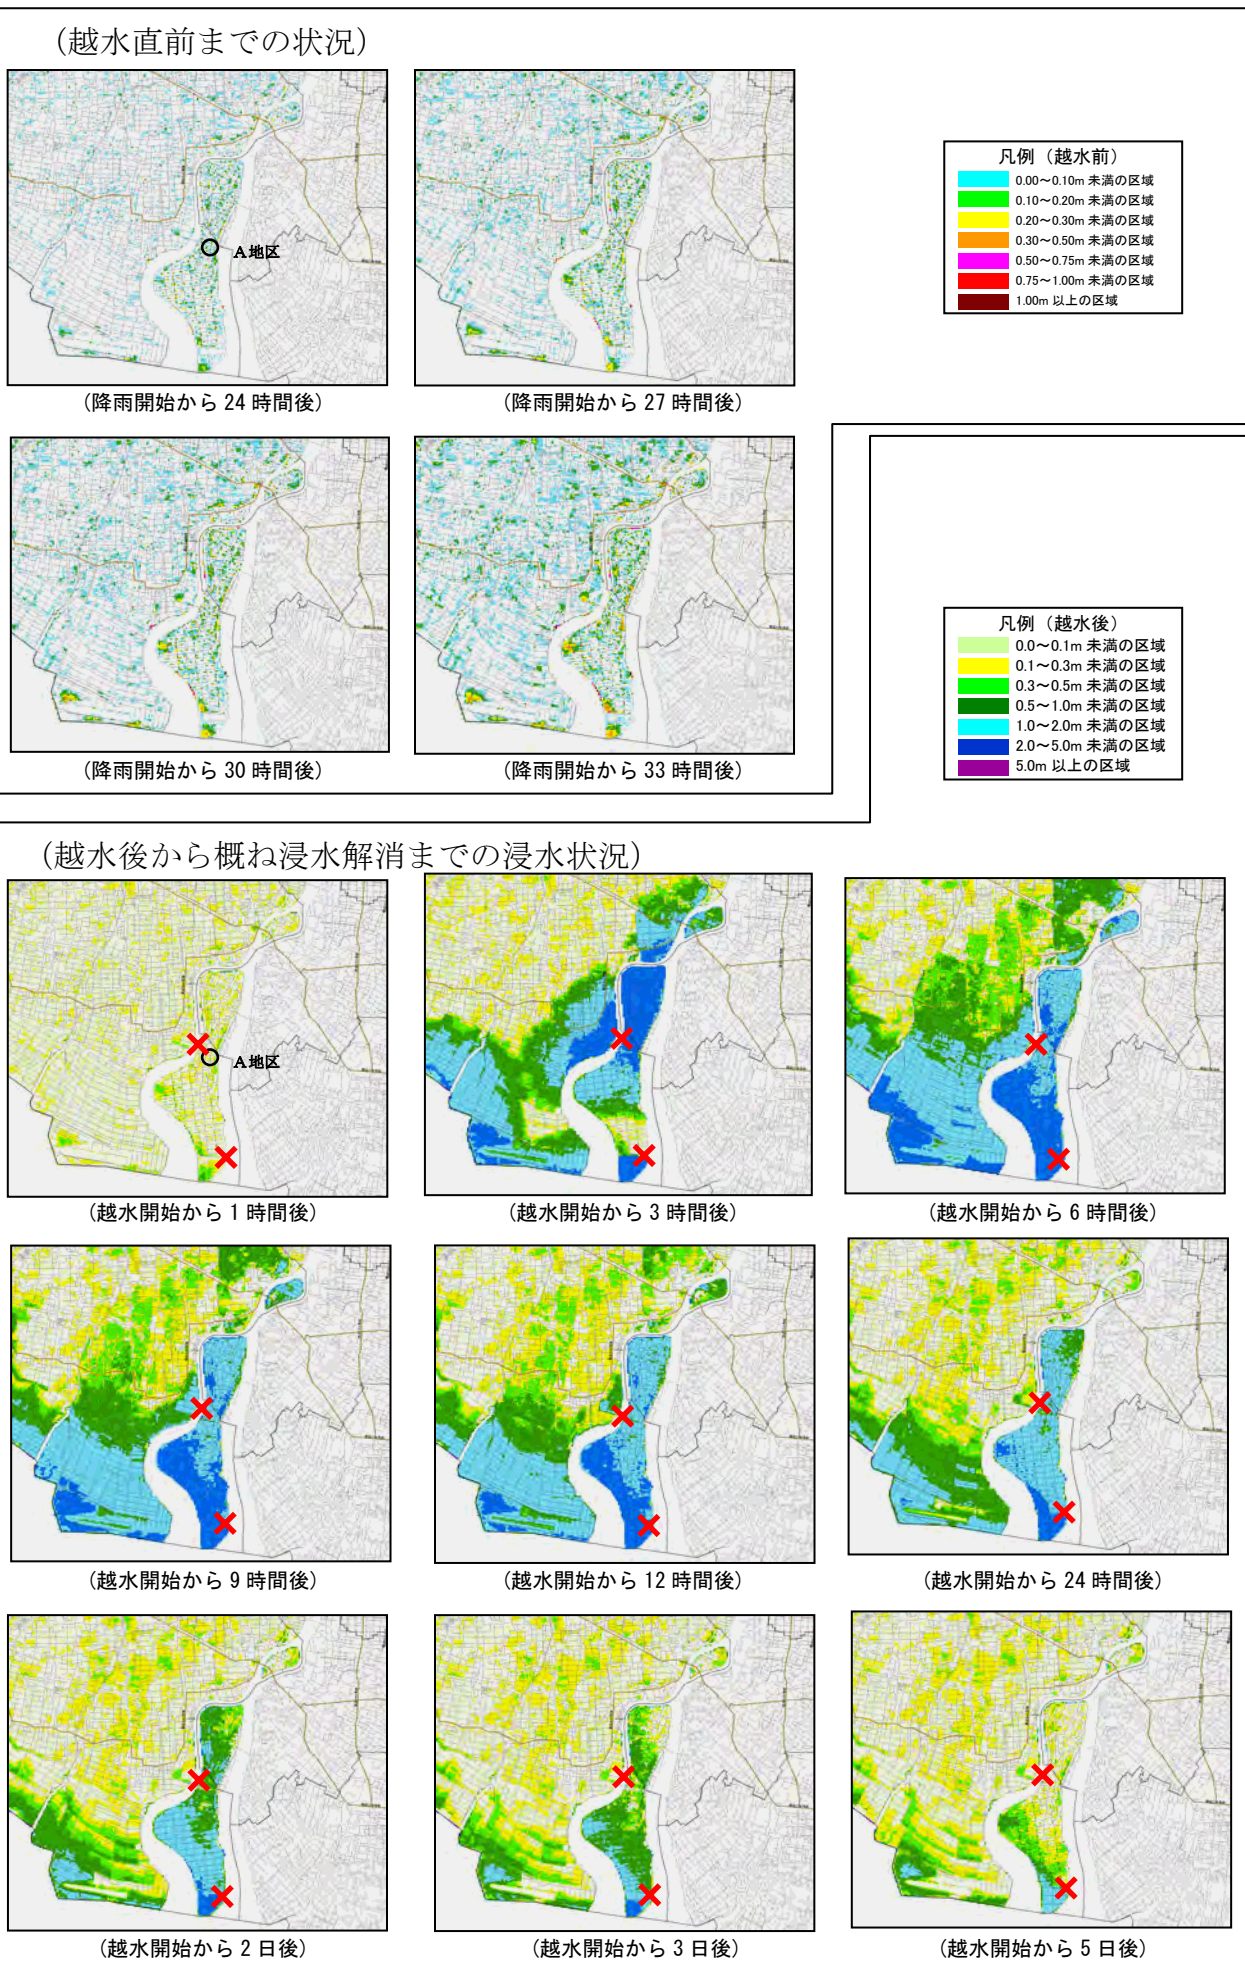 (越水直前までの状況)
A地区
(降雨開始から 24 時間後)
(降雨開始から 27 時間後)
凡例（越水前）
0.00～0.10m 未満の区域
0.10～0.20m 未満の区域
0.20～0.30m 未満の区域
0.30～0.50m 未満の区域
0.50～0.75m 未満の区域
0.75～1.00m 未満の区域
1.00m 以上の区域
(降雨開始から 30 時間後)
(降雨開始から 33 時間後)
凡例（越水後）
0.0～0.1m 未満の区域
0.1～0.3m 未満の区域
0.3～0.5m 未満の区域
0.5～1.0m 未満の区域
1.0～2.0m 未満の区域
2.0～5.0m 未満の区域
5.0m 以上の区域
(越水後から概ね浸水解消までの浸水状況)
A地区
(越水開始から 1 時間後)
(越水開始から 3 時間後)
(越水開始から 6 時間後)
(越水開始から 9 時間後)
(越水開始から 12 時間後)
(越水開始から 24 時間後)
(越水開始から 2 日後)
(越水開始から 3 日後)
(越水開始から 5 日後)